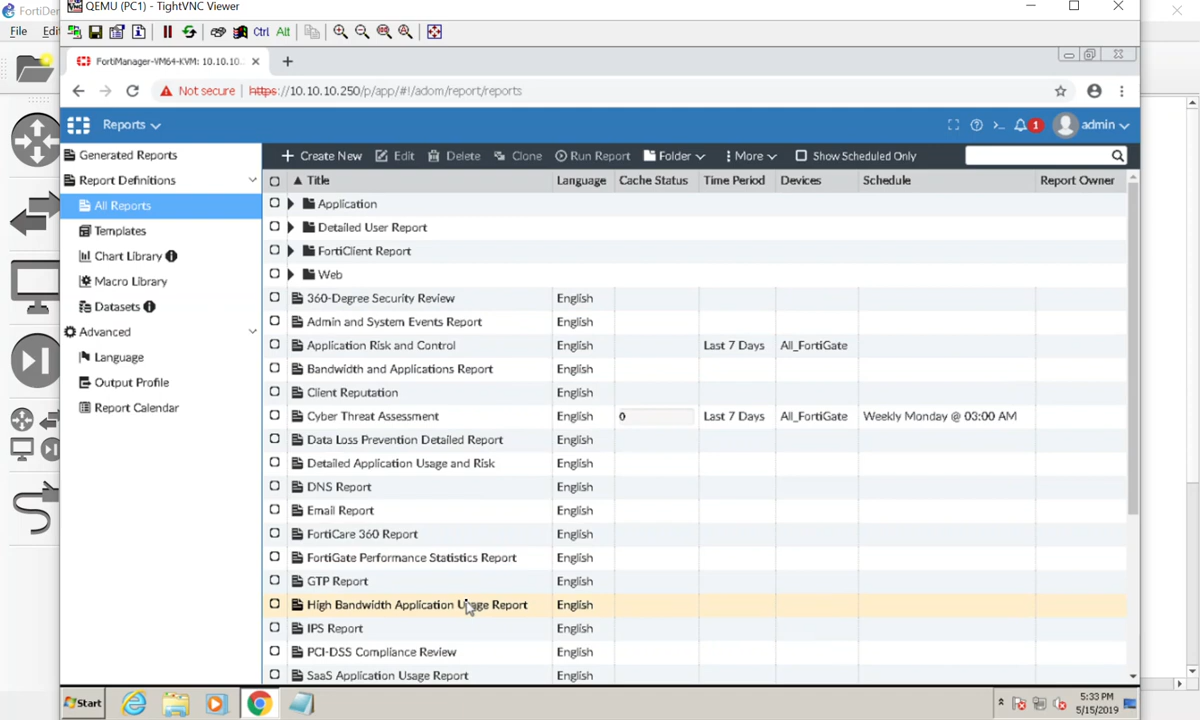 FortiDem
QEMU (PC1) - TightVNC Viewer
File Edi
Ctrl Alt
FortiManager-VM64-KVM: 10.10.10.
Not secure | https://10.10.10.250/p/app/#!/adom/report/reports
Reports 1 admin
Generated Reports
Report Definitions
All Reports
Templates
Chart Library
Macro Library
Datasets
Advanced
Language
Output Profile
Report Calendar
Create New Edit Delete Clone Run Report Folder More Show Scheduled Only
Title Language Cache Status Time Period Devices Schedule Report Owner
Application
Detailed User Report
FortiClient Report
Web
360-Degree Security Review English
Admin and System Events Report English
Application Risk and Control English Last 7 Days All_FortiGate
Bandwidth and Applications Report English
Client Reputation English
Cyber Threat Assessment English 0 Last 7 Days All_FortiGate Weekly Monday @ 03:00 AM
Data Loss Prevention Detailed Report English
Detailed Application Usage and Risk English
DNS Report English
Email Report English
FortiCare 360 Report English
FortiGate Performance Statistics Report English
GTP Report English
High Bandwidth Application Usage Report English
IPS Report English
PCI-DSS Compliance Review English
SaaS Application Usage Report English
Start 5:33 PM
5/15/2019